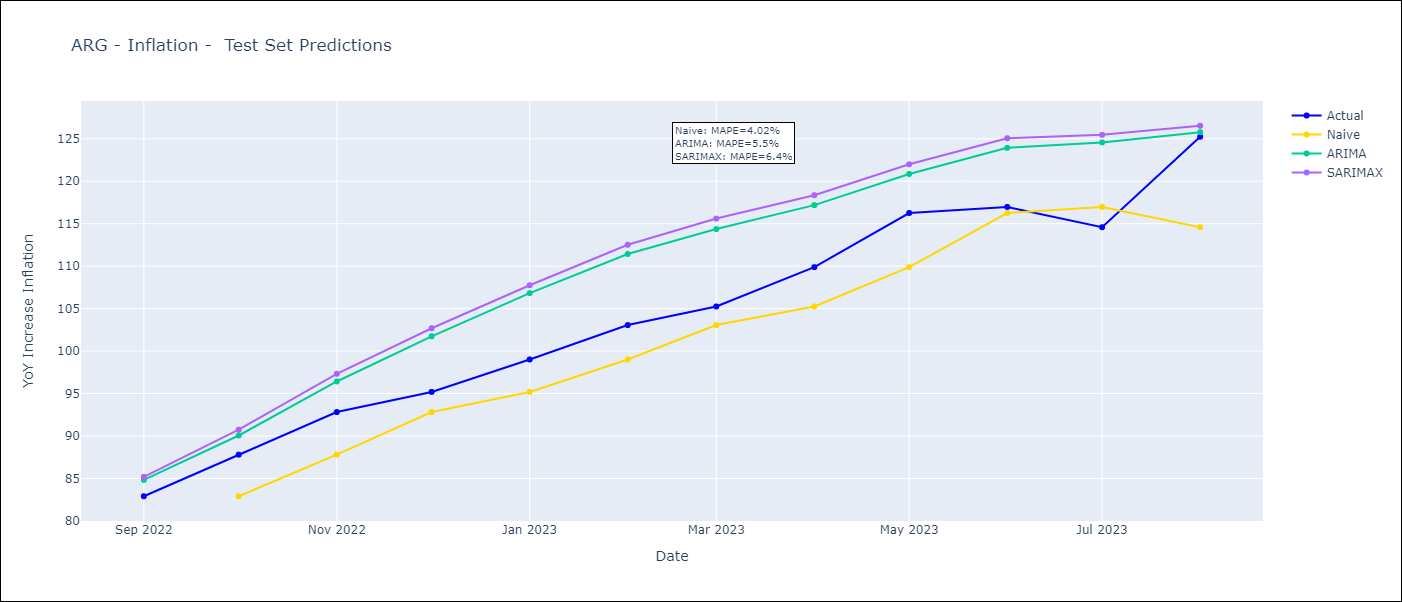 ARG - Inflation -  Test Set Predictions
Naive: MAPE=4.02%
ARIMA: MAPE=5.5%
SARIMAX: MAPE=6.4%
Actual
Naive
ARIMA
SARIMAX
YoY Increase Inflation
125
120
115
110
105
100
95
90
85
80
Sep 2022
Nov 2022
Jan 2023
Mar 2023
May 2023
Jul 2023
Date